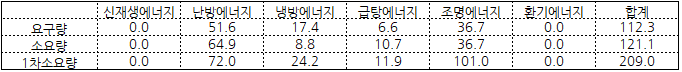 신재생에너지 난방에너지 냉방에너지 급탕에너지 조명에너지 환기에너지 합계
요구량 0.0 51.6 17.4 6.6 36.7 0.0 112.3
소요량 0.0 64.9 8.8 10.7 36.7 0.0 121.1
1차소요량 0.0 72.0 24.2 11.9 101.0 0.0 209.0